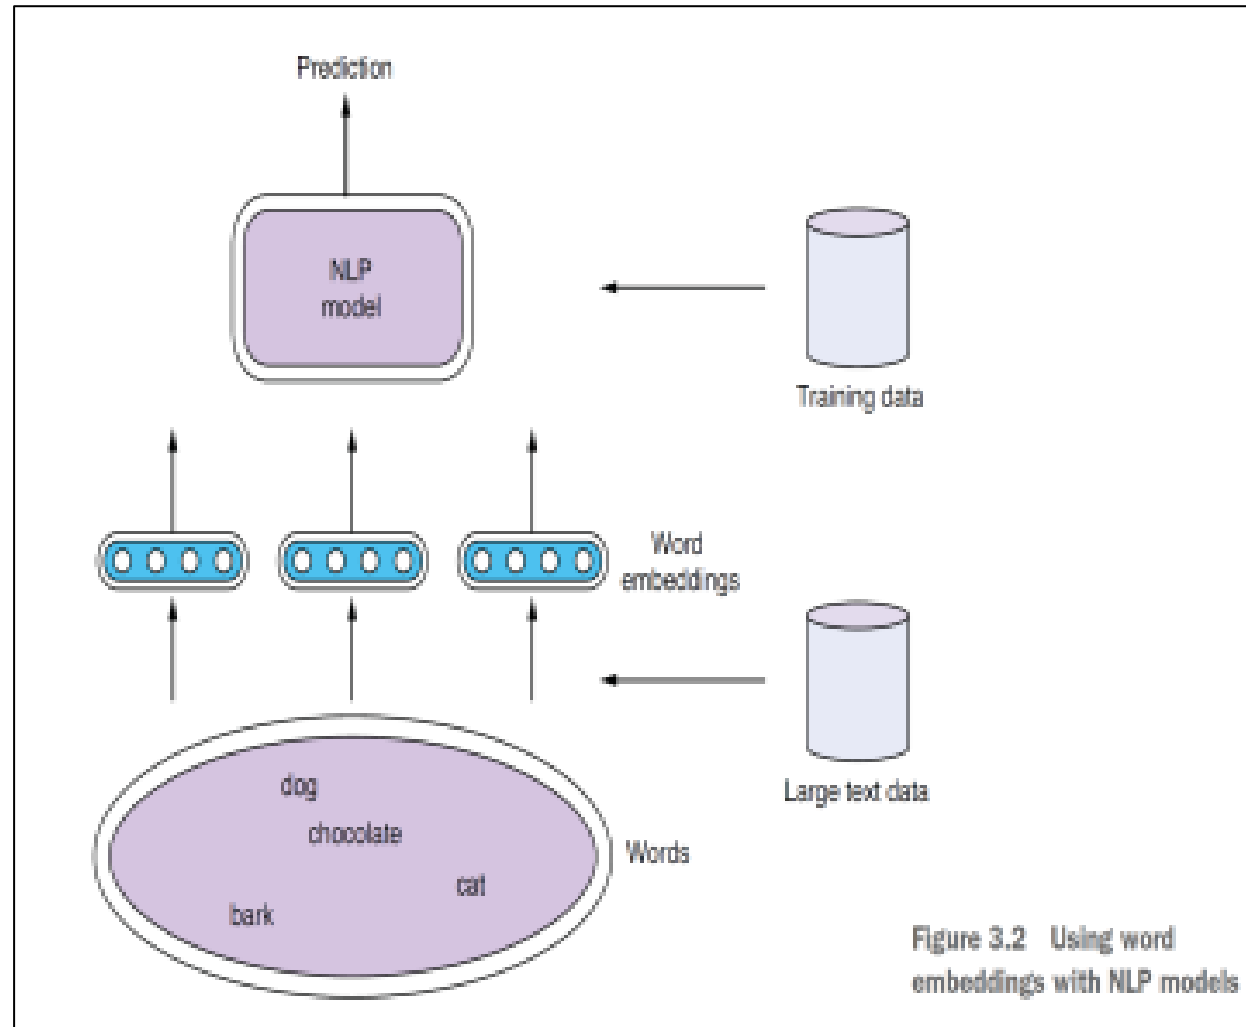 Prediction
NLP
model
Training data
Word
embeddings
Large text data
dog
chocolate
cat
bark
Words
Figure 3.2 Using word
embeddings with NLP models